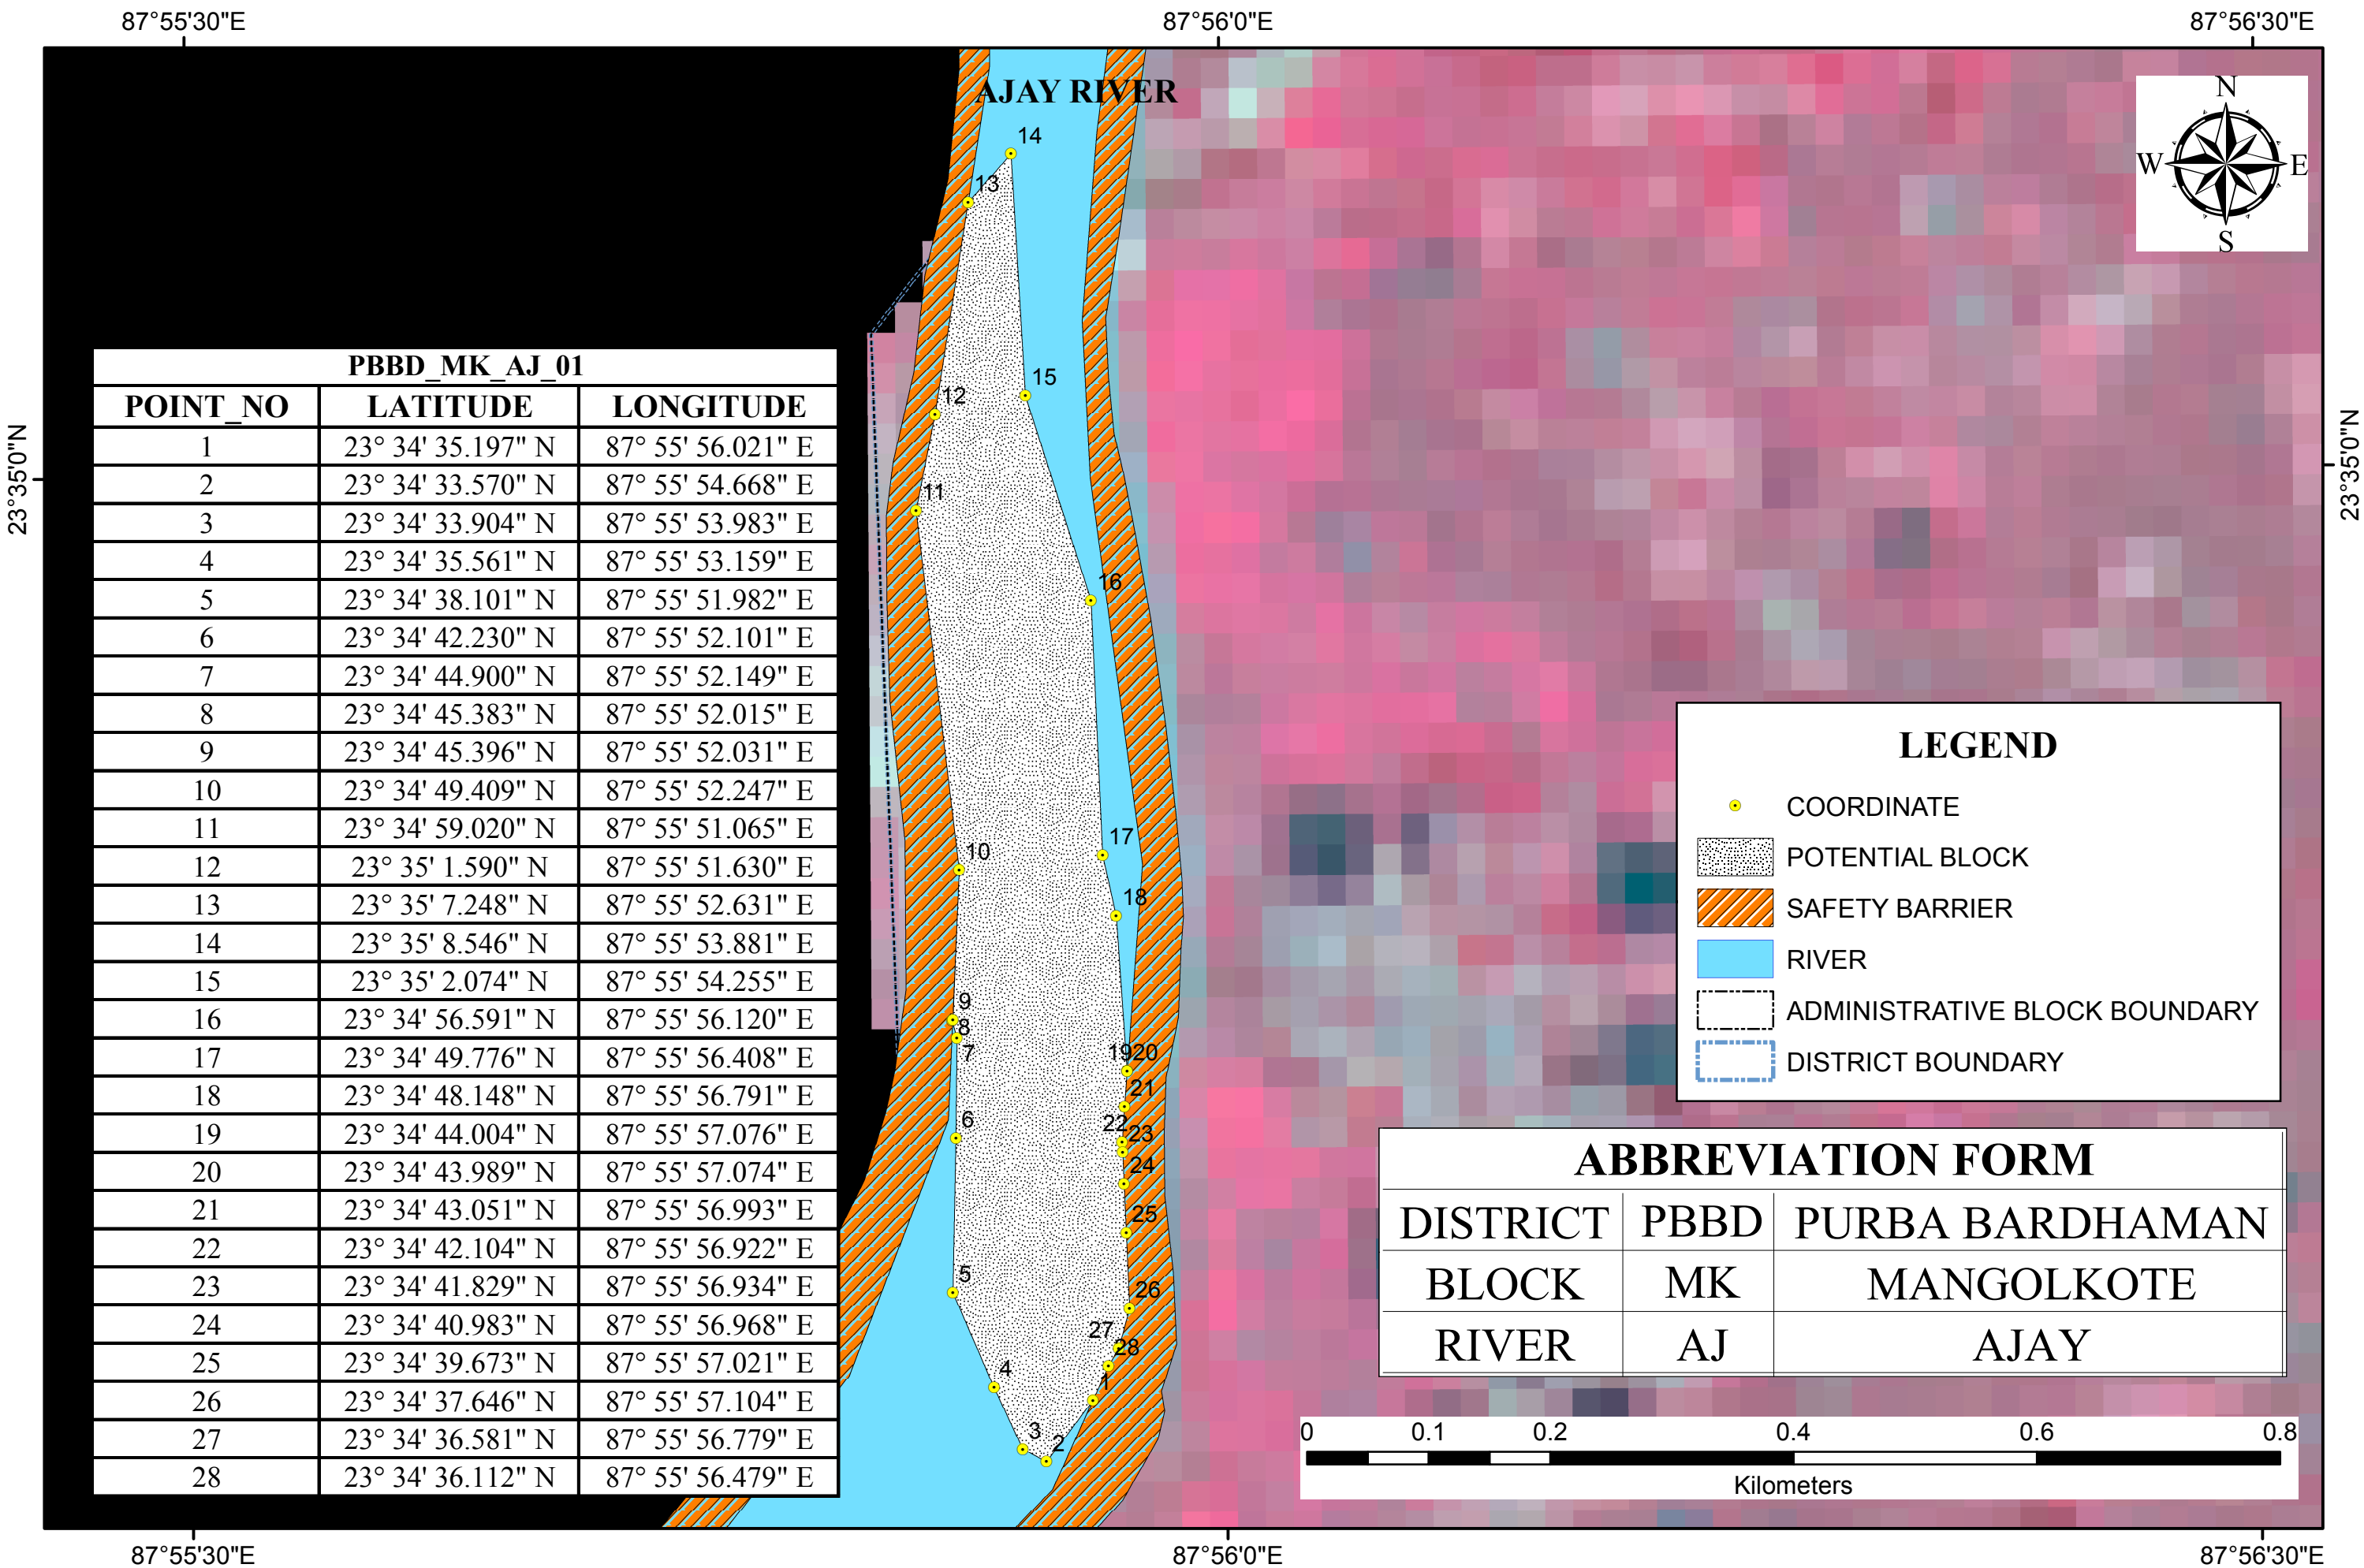 87°55'30"E 87°56'0"E 87°56'30"E
AJAY RIVER
N
W E
S
23°35'0"N
23°35'0"N
14
13
15
12
11
16
17
10
18
9
8
7
1920
21
6
22
23
24
25
5
26
27
28
4
1
3
2
PBBD_MK_AJ_01
POINT_NO LATITUDE LONGITUDE
1 23° 34' 35.197" N 87° 55' 56.021" E
2 23° 34' 33.570" N 87° 55' 54.668" E
3 23° 34' 33.904" N 87° 55' 53.983" E
4 23° 34' 35.561" N 87° 55' 53.159" E
5 23° 34' 38.101" N 87° 55' 51.982" E
6 23° 34' 42.230" N 87° 55' 52.101" E
7 23° 34' 44.900" N 87° 55' 52.149" E
8 23° 34' 45.383" N 87° 55' 52.015" E
9 23° 34' 45.396" N 87° 55' 52.031" E
10 23° 34' 49.409" N 87° 55' 52.247" E
11 23° 34' 59.020" N 87° 55' 51.065" E
12 23° 35' 1.590" N 87° 55' 51.630" E
13 23° 35' 7.248" N 87° 55' 52.631" E
14 23° 35' 8.546" N 87° 55' 53.881" E
15 23° 35' 2.074" N 87° 55' 54.255" E
16 23° 34' 56.591" N 87° 55' 56.120" E
17 23° 34' 49.776" N 87° 55' 56.408" E
18 23° 34' 48.148" N 87° 55' 56.791" E
19 23° 34' 44.004" N 87° 55' 57.076" E
20 23° 34' 43.989" N 87° 55' 57.074" E
21 23° 34' 43.051" N 87° 55' 56.993" E
22 23° 34' 42.104" N 87° 55' 56.922" E
23 23° 34' 41.829" N 87° 55' 56.934" E
24 23° 34' 40.983" N 87° 55' 56.968" E
25 23° 34' 39.673" N 87° 55' 57.021" E
26 23° 34' 37.646" N 87° 55' 57.104" E
27 23° 34' 36.581" N 87° 55' 56.779" E
28 23° 34' 36.112" N 87° 55' 56.479" E
LEGEND
COORDINATE
POTENTIAL BLOCK
SAFETY BARRIER
RIVER
ADMINISTRATIVE BLOCK BOUNDARY
DISTRICT BOUNDARY
ABBREVIATION FORM
DISTRICT PBBD PURBA BARDHAMAN
BLOCK MK MANGOLKOTE
RIVER AJ AJAY
0 0.1 0.2 0.4 0.6 0.8
Kilometers
87°55'30"E 87°56'0"E 87°56'30"E